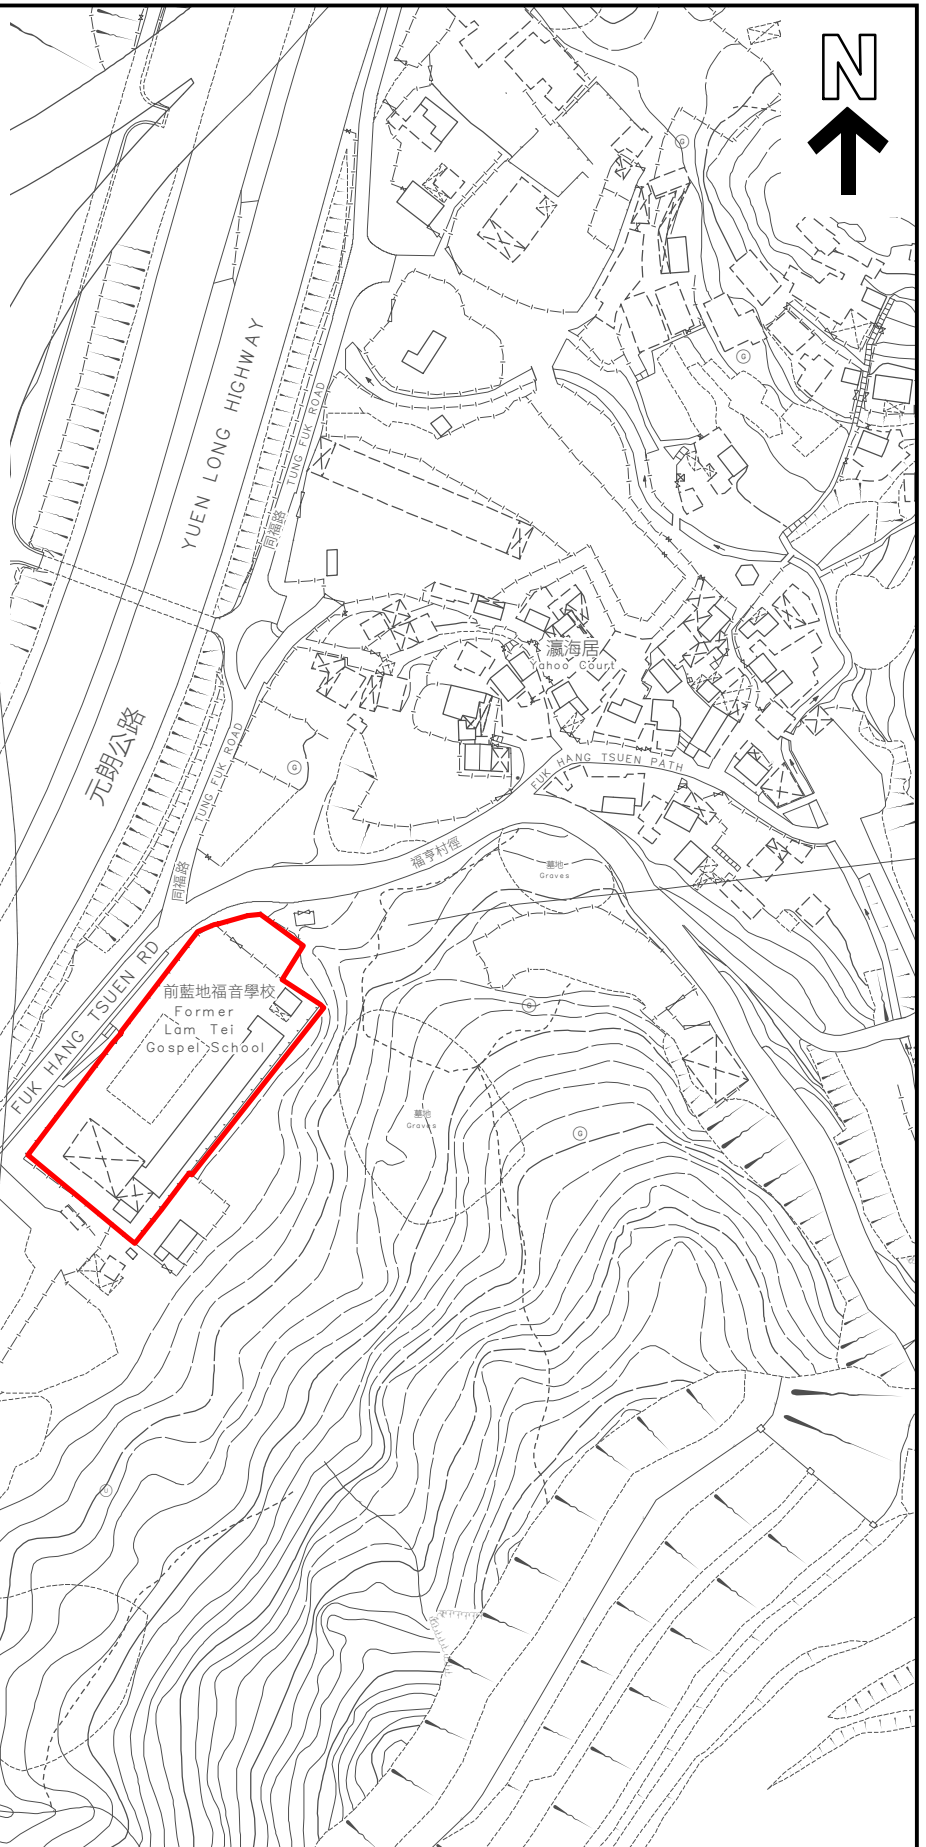 N
YUEN LONG HIGHWAY
TUNG FUK ROAD
同福路
瀛海居
Yahoo Court
元朗公路
TUNG FUK ROAD
FUK HANG TSUEN PATH
福亨村徑
同福路
墓地
Graves
FUK HANG TSUEN RD
前藍地福音學校
Former
Lam Tei
Gospel School
墓地
Graves
G
G
G
G
G